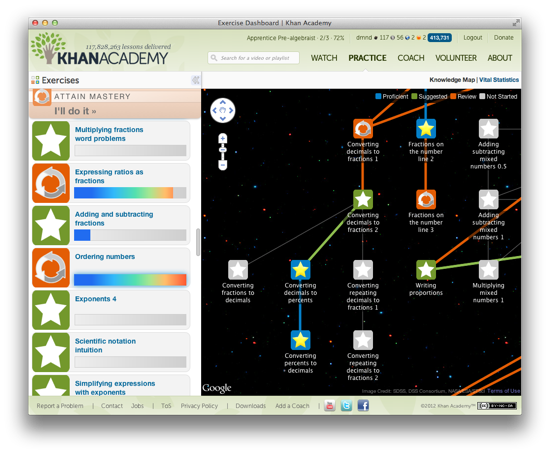 Exercise Dashboard | Khan Academy
117,828,263 lessons delivered
KHANACADEMY
Apprentice Pre-algebraist · 2/3 · 72%
dmnd 117 56 2 2 413,731
Logout
Donate
Search for a video or playlist
WATCH PRACTICE COACH VOLUNTEER ABOUT
Exercises
Knowledge Map | Vital Statistics
ATTAIN MASTERY
I'll do it »
Multiplying fractions
word problems
Expressing ratios as
fractions
Adding and subtracting
fractions
Ordering numbers
Exponents 4
Scientific notation
intuition
Simplifying expressions
with exponents
Proficient Suggested Review Not Started
Converting
decimals to
fractions 1
Fractions on
the number
line 2
Adding
subtracting
mixed
numbers 0.5
Converting
decimals to
fractions 2
Fractions on
the number
line 3
Adding
subtracting
mixed
numbers 1
Converting
fractions to
decimals
Converting
decimals to
percents
Converting
repeating
decimals to
fractions 1
Writing
proportions
Multiplying
mixed
numbers 1
Converting
percents to
decimals
Converting
repeating
decimals to
fractions 2
Google
Image Credit: SDSS, DSS Consortium, Terms of Use
Report a Problem | Contact Jobs | ToS Privacy Policy | Downloads Add a Coach |
©2012 Khan Academy™
BY-NC-SA